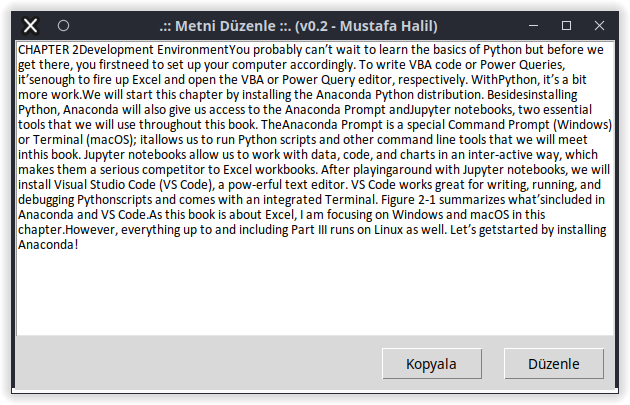 .:: Metni Düzenle ::. (v0.2 - Mustafa Halil)
CHAPTER 2Development EnvironmentYou probably can’t wait to learn the basics of Python but before we
get there, you firstneed to set up your computer accordingly. To write VBA code or Power Queries,
it’senough to fire up Excel and open the VBA or Power Query editor, respectively. WithPython, it’s a bit
more work.We will start this chapter by installing the Anaconda Python distribution. Besidesinstalling
Python, Anaconda will also give us access to the Anaconda Prompt andJupyter notebooks, two essential
tools that we will use throughout this book. TheAnaconda Prompt is a special Command Prompt (Windows)
or Terminal (macOS); itallows us to run Python scripts and other command line tools that we will meet
inthis book. Jupyter notebooks allow us to work with data, code, and charts in an inter-active way, which
makes them a serious competitor to Excel workbooks. After playingaround with Jupyter notebooks, we will
install Visual Studio Code (VS Code), a pow-erful text editor. VS Code works great for writing, running, and
debugging Pythonscripts and comes with an integrated Terminal. Figure 2-1 summarizes what’sincluded in
Anaconda and VS Code.As this book is about Excel, I am focusing on Windows and macOS in this
chapter.However, everything up to and including Part III runs on Linux as well. Let’s getstarted by installing
Anaconda!
Kopyala
Düzenle